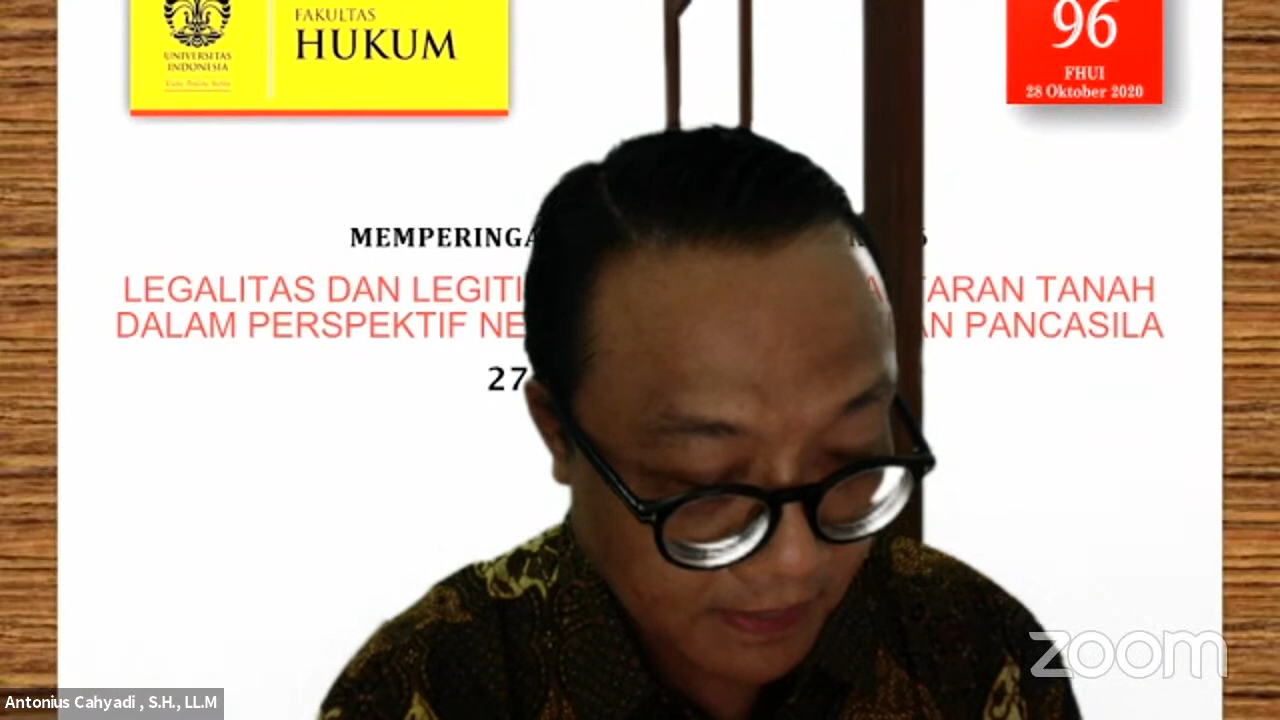 UNIVERSITAS
INDONESIA
FAKULTAS
HUKUM
96
FHUI
28 Oktober 2020
MEMPERINGA
LEGALITAS DAN LEGITI ARAN TANAH
DALAM PERSPEKTIF NE AN PANCASILA
27
zoom
Antonius Cahyadi , S.H., LL.M